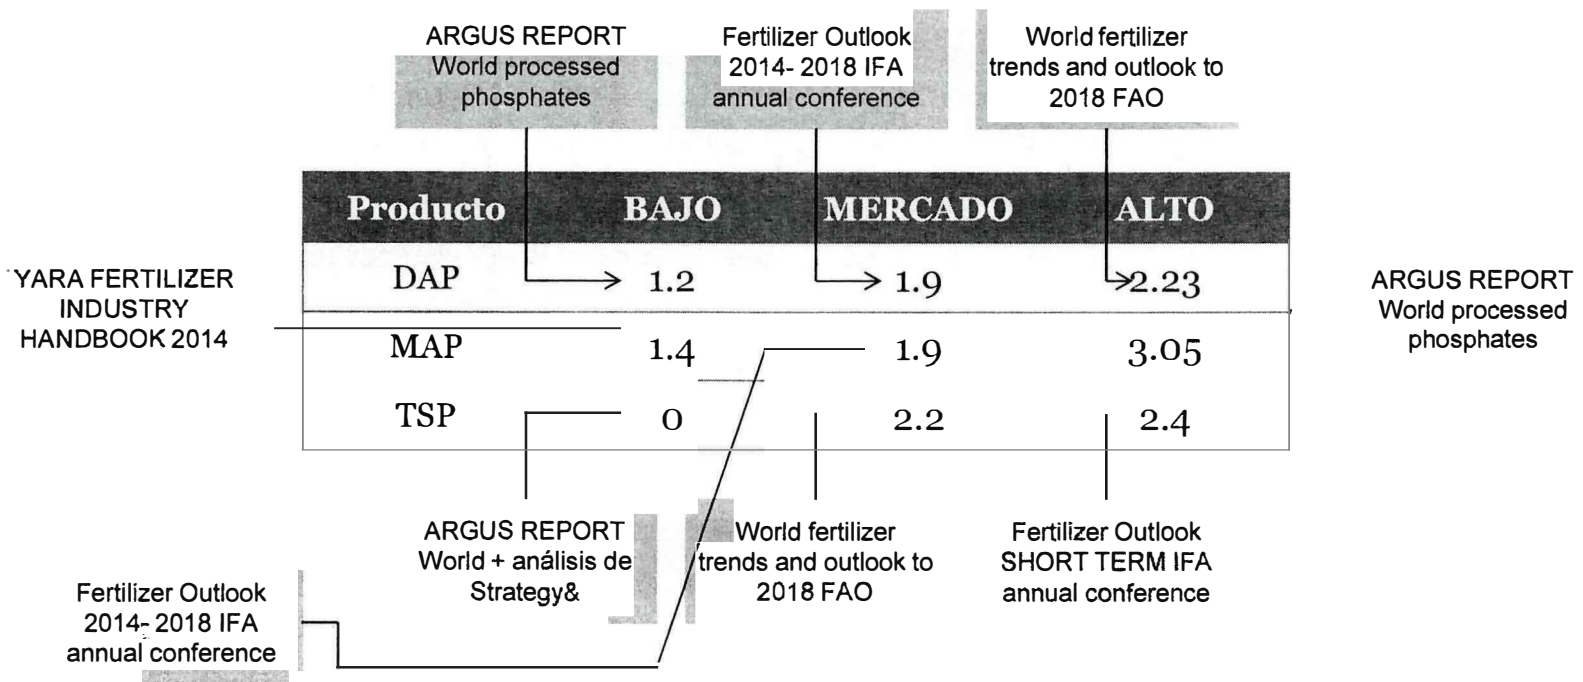 ARGUS REPORT
World processed
phosphates
Fertilizer Outlook
2014- 2018 IFA
annual conference
World fertilizer
trends and outlook to
2018 FAO
Producto BAJO MERCADO ALTO
DAP 1.2 1.9 2.23
MAP 1.4 1.9 3.05
TSP 0 2.2 2.4
YARA FERTILIZER
INDUSTRY
HANDBOOK 2014
ARGUS REPORT
World processed
phosphates
ARGUS REPORT
World + análisis de
Strategy&
World fertilizer
trends and outlook to
2018 FAO
Fertilizer Outlook
SHORT TERM IFA
annual conference
Fertilizer Outlook
2014- 2018 IFA
annual conference